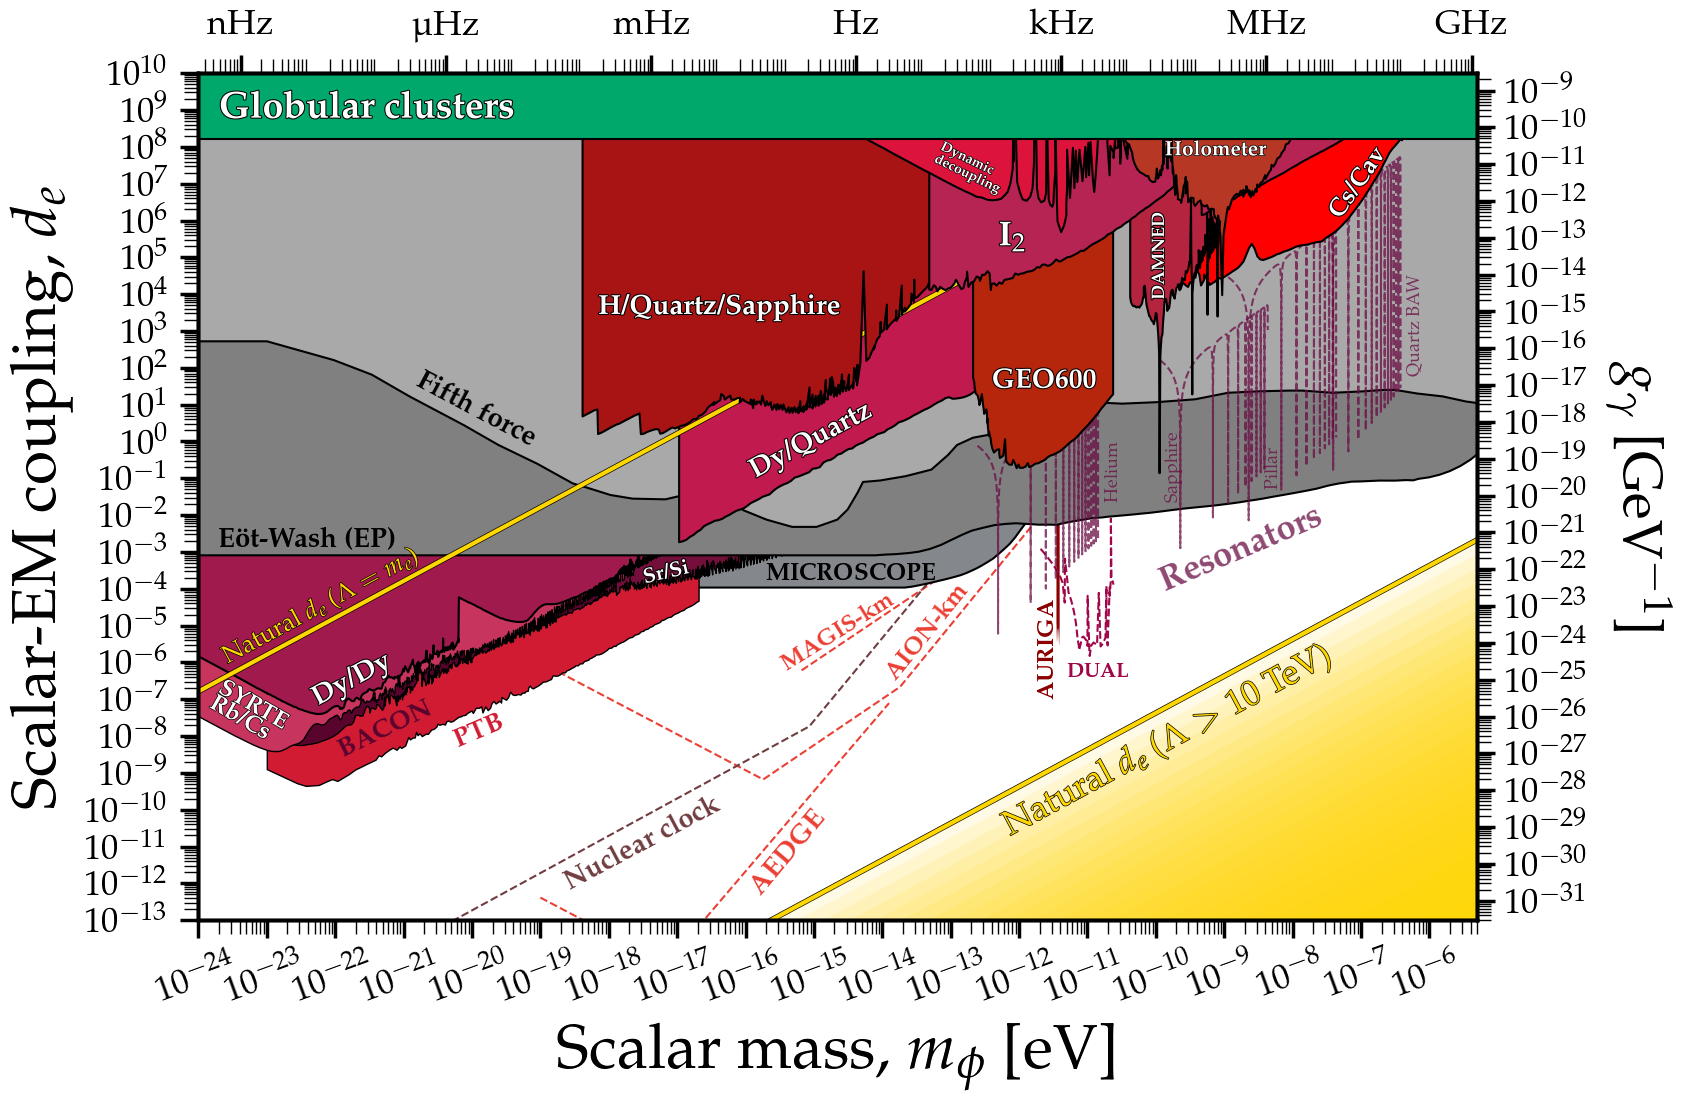 nHz μHz mHz Hz kHz MHz GHz
10^10
10^9
10^8
10^7
10^6
10^5
10^4
10^3
10^2
10^1
10^0
10^−1
10^−2
10^−3
10^−4
10^−5
10^−6
10^−7
10^−8
10^−9
10^−10
10^−11
10^−12
10^−13
Scalar-EM coupling, d_e
Globular clusters
Dynamic
decoupling
Holometer
Cs/Cav
I_2
DAMNED
H/Quartz/Sapphire
GEO600
Quartz BAW
Fifth force
Dy/Quartz
Helium
Sapphire
Pillar
Eöt-Wash (EP)
Natural d_e (Λ = m_e)
Sr/Si
MICROSCOPE
Resonators
MAGIS-km
AION-km
AURIGA
DUAL
Dy/Dy
SYRTE
Rb/Cs
BACON
PTB
Natural d_e (Λ > 10 TeV)
Nuclear clock
AEDGE
10^−9
10^−10
10^−11
10^−12
10^−13
10^−14
10^−15
10^−16
10^−17
10^−18
10^−19
10^−20
10^−21
10^−22
10^−23
10^−24
10^−25
10^−26
10^−27
10^−28
10^−29
10^−30
10^−31
g_γ [GeV^−1]
10^−24 10^−23 10^−22 10^−21 10^−20 10^−19 10^−18 10^−17 10^−16 10^−15 10^−14 10^−13 10^−12 10^−11 10^−10 10^−9 10^−8 10^−7 10^−6
Scalar mass, m_ϕ [eV]